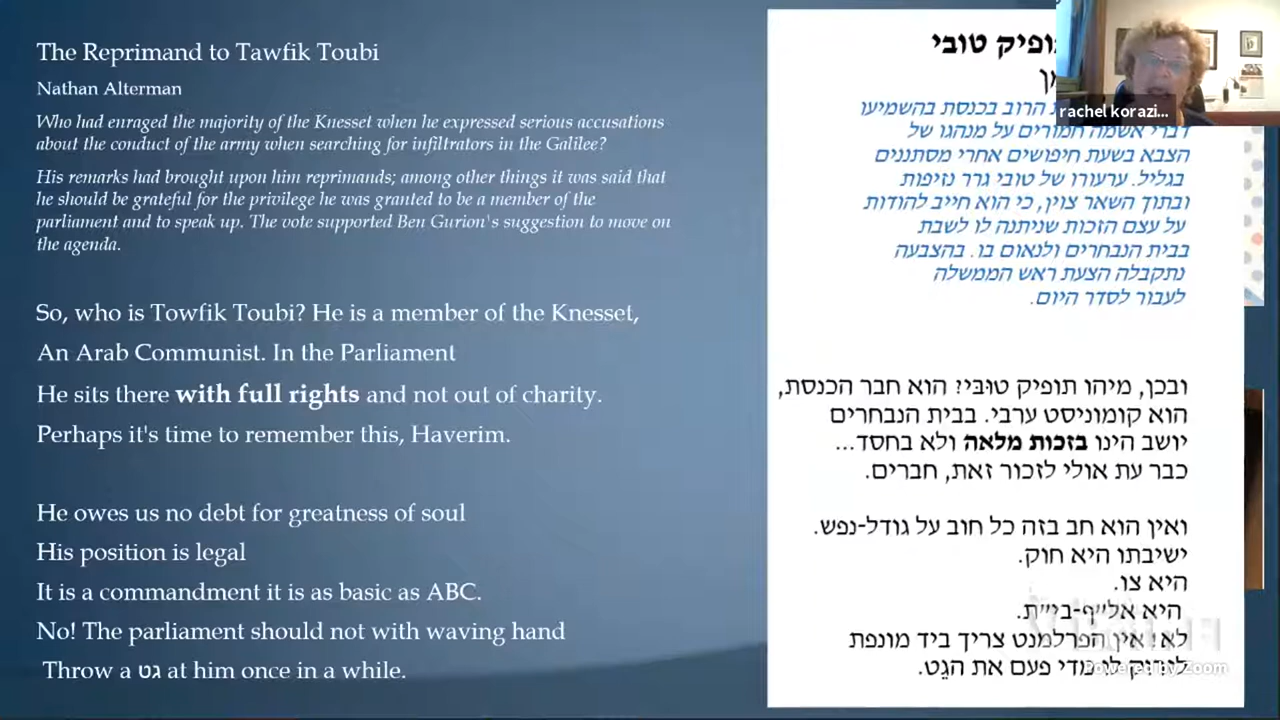 The Reprimand to Tawfik Toubi
Nathan Alterman
Who had enraged the majority of the Knesset when he expressed serious accusations
about the conduct of the army when searching for infiltrators in the Galilee?
His remarks had brought upon him reprimands; among other things it was said that
he should be grateful for the privilege he was granted to be a member of the
parliament and to speak up. The vote supported Ben Gurion's suggestion to move on
the agenda.
So, who is Towfik Toubi? He is a member of the Knesset,
An Arab Communist. In the Parliament
He sits there with full rights and not out of charity.
Perhaps it's time to remember this, Haverim.
He owes us no debt for greatness of soul
His position is legal
It is a commandment it is as basic as ABC.
No! The parliament should not with waving hand
Throw a גט at him once in a while.
טובי
הרוב בכנסת בהשמיעו
דברי אשמה חמורים על מנהגו של
הצבא בשעת חיפושים אחרי מסתננים
בגליל. ערעורו של טובי גרר נזיפות
ובתוך השאר צוין, כי הוא חייב להודות
על עצם הזכות שניתנה לו לשבת
בבית הנבחרים ולנאום בו. בהצבעה
נתקבלה הצעת ראש הממשלה
לעבור לסדר היום.
ובכן, מיהו תופיק טוּבּי? הוא חבר הכנסת,
הוא קומוניסט ערבי. בבית הנבחרים
יושב הינו בזכות מלאה ולא בחסד...
כבר עת אולי לזכור זאת, חברים.
ואין הוא חב בזה כל חוב על גודל-נפש.
ישיבתו היא חוק.
היא צו.
היא אל״ף-בי״ת.
לא! אין הפרלמנט צריך ביד מונפת
מדי פעם את הגֵט.
rachel korazi...
Powered by Zoom